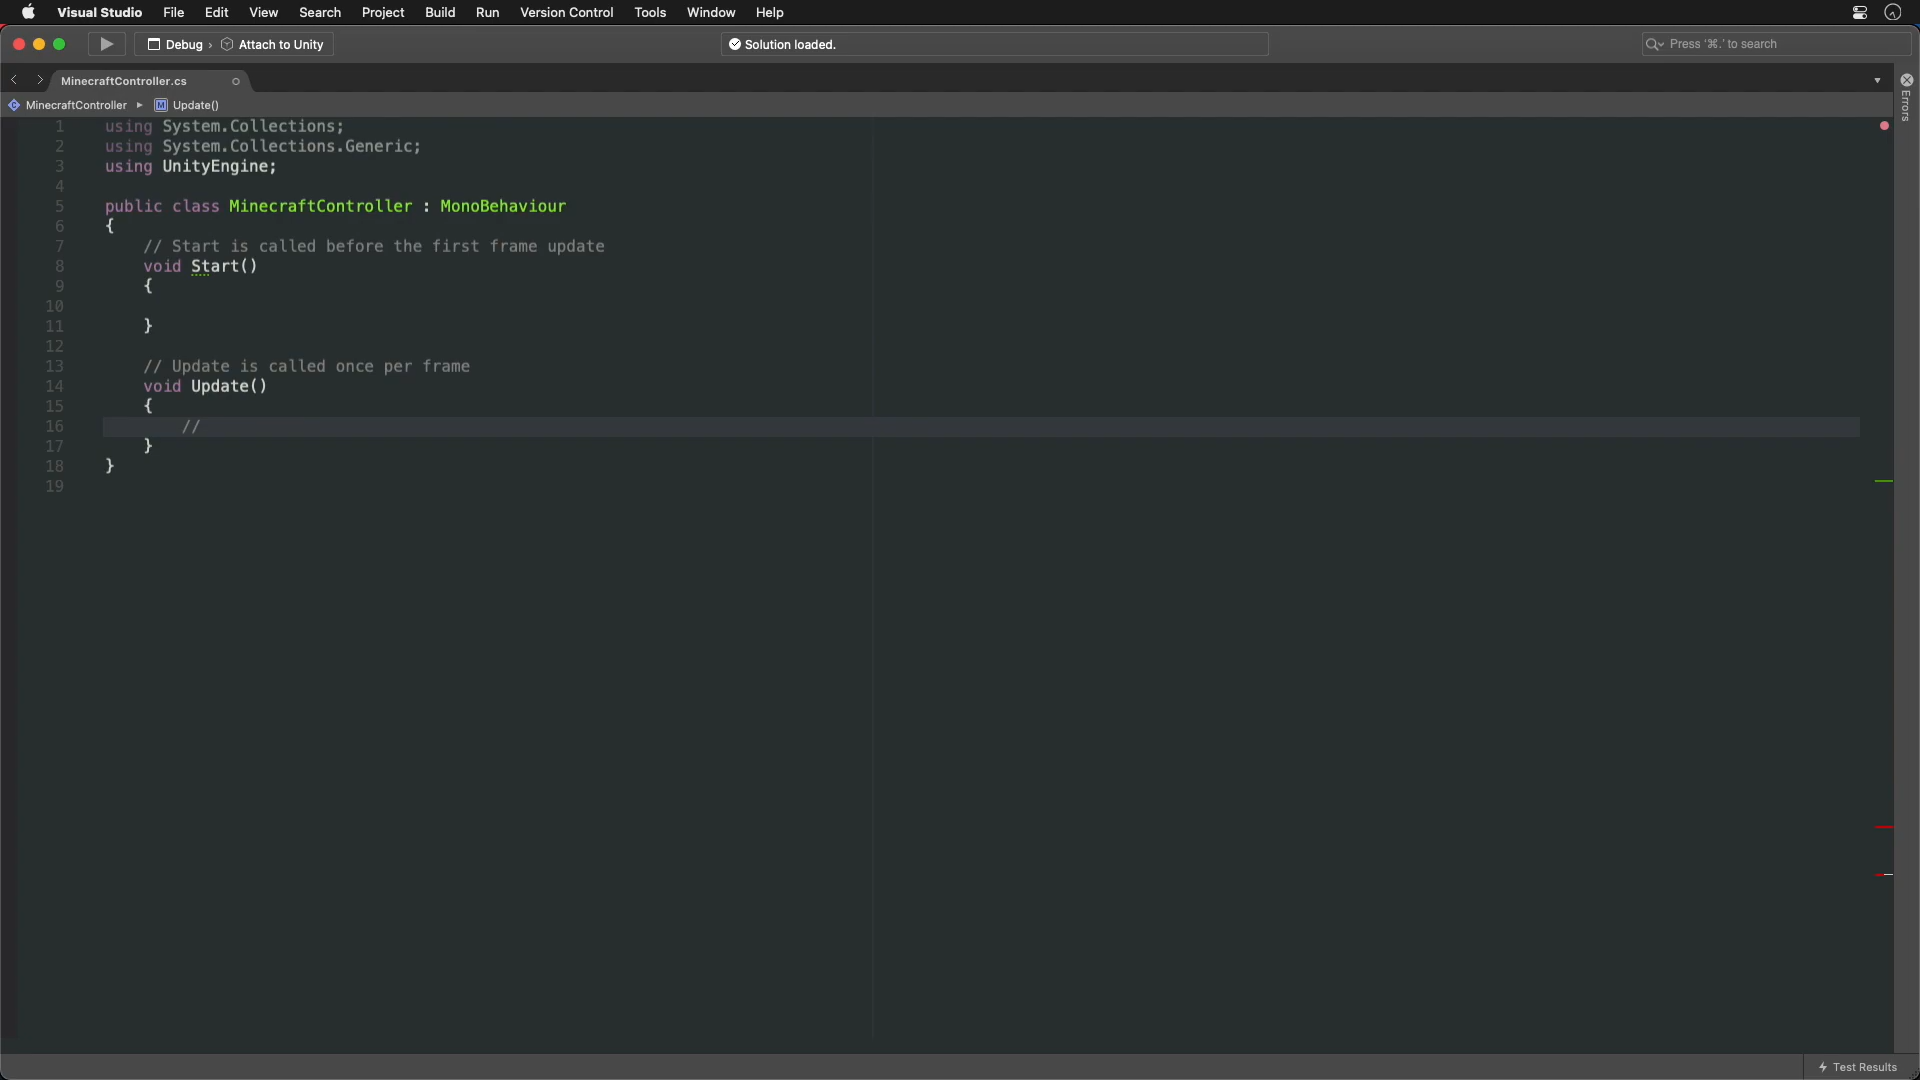 Visual Studio File Edit View Search Project Build Run Version Control Tools Window Help
Debug › Attach to Unity
Solution loaded.
Press '⌘.' to search
MinecraftController.cs
MinecraftController ▸ M Update()
Errors
1 using System.Collections;
2 using System.Collections.Generic;
3 using UnityEngine;
4
5 public class MinecraftController : MonoBehaviour
6 {
7 // Start is called before the first frame update
8 void Start()
9 {
10
11 }
12
13 // Update is called once per frame
14 void Update()
15 {
16 //
17 }
18 }
19
Test Results